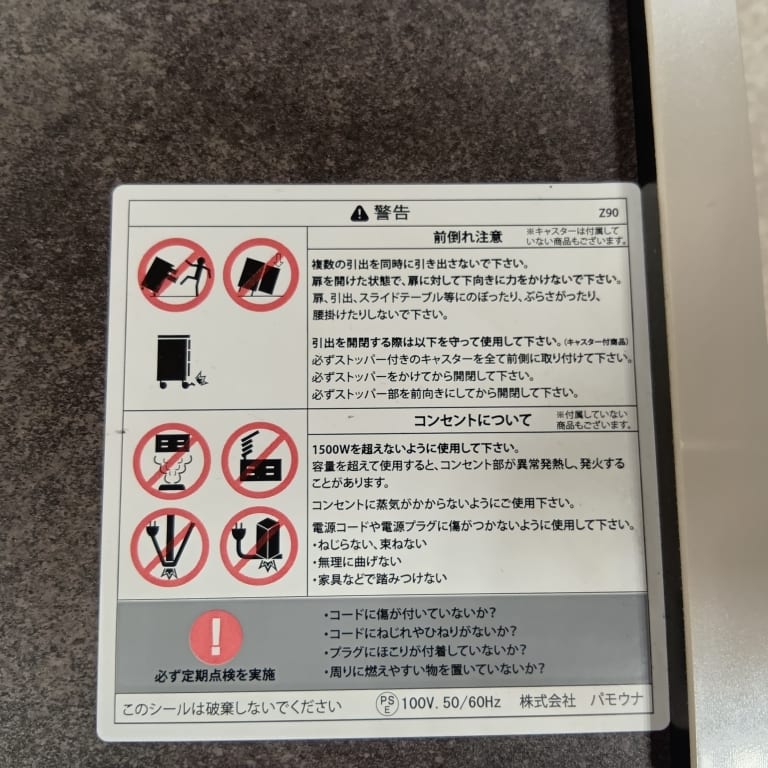 警告
Z90
前倒れ注意
※キャスターは付属して
いない商品もございます。
複数の引出を同時に引き出さないで下さい。
扉を開けた状態で、扉に対して下向きに力をかけないで下さい。
扉、引出、スライドテーブル等にのぼったり、ぶらさがったり、
腰掛けたりしないで下さい。
引出を開閉する際は以下を守って使用して下さい。(キャスター付商品)
必ずストッパー付きのキャスターを全て前側に取り付けて下さい。
必ずストッパーをかけてから開閉して下さい。
必ずストッパー部を前向きにしてから開閉して下さい。
コンセントについて
※付属していない
商品もございます。
1500Wを超えないように使用して下さい。
容量を超えて使用すると、コンセント部が異常発熱し、発火する
ことがあります。
コンセントに蒸気がかからないようにご使用下さい。
電源コードや電源プラグに傷がつかないように使用して下さい。
・ねじらない、束ねない
・無理に曲げない
・家具などで踏みつけない
必ず定期点検を実施
・コードに傷が付いていないか?
・コードにねじれやひねりがないか?
・プラグにほこりが付着していないか?
・周りに燃えやすい物を置いていないか?
このシールは破棄しないでください
PS
E
100V. 50/60Hz 株式会社 パモウナ